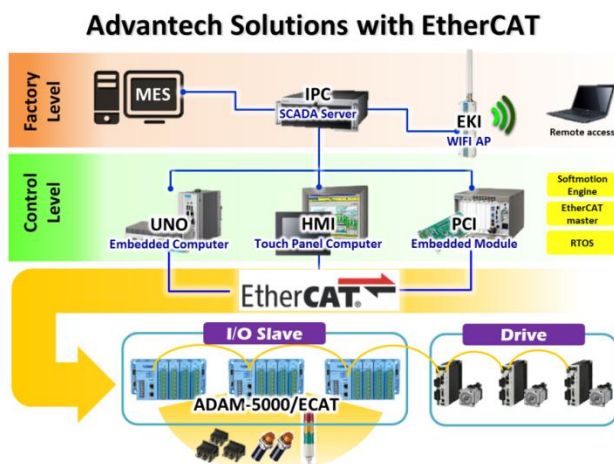 Advantech Solutions with EtherCAT
Factory
Level
MES
IPC
SCADA Server
EKI
WIFI AP
Remote access
Control
Level
UNO
Embedded Computer
HMI
Touch Panel Computer
PCI
Embedded Module
Softmotion
Engine
EtherCAT
master
RTOS
EtherCAT®
I/O Slave
Drive
ADAM-5000/ECAT